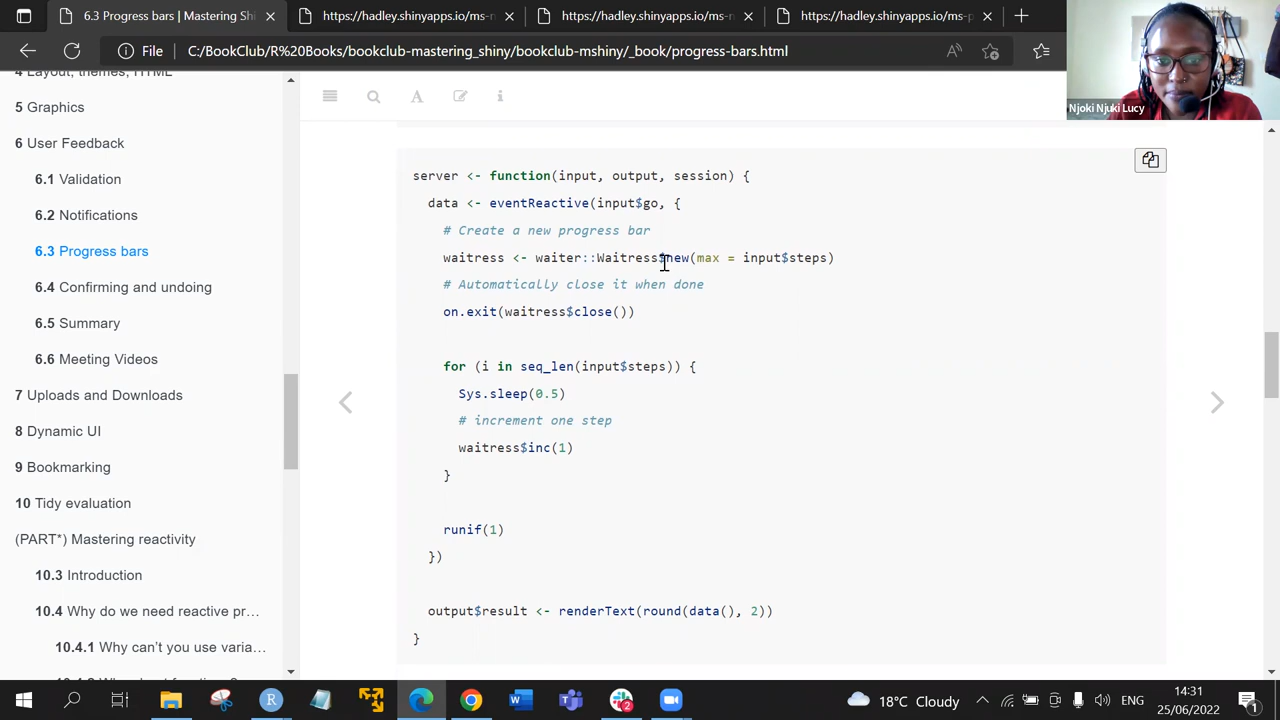 6.3 Progress bars | Mastering Shi
https://hadley.shinyapps.io/ms-n
https://hadley.shinyapps.io/ms-n
https://hadley.shinyapps.io/ms-p
File C:/BookClub/R%20Books/bookclub-mastering_shiny/bookclub-mshiny/_book/progress-bars.html
Njoki Njuki Lucy
4 Layout, themes, HTML
5 Graphics
6 User Feedback
6.1 Validation
6.2 Notifications
6.3 Progress bars
6.4 Confirming and undoing
6.5 Summary
6.6 Meeting Videos
7 Uploads and Downloads
8 Dynamic UI
9 Bookmarking
10 Tidy evaluation
(PART*) Mastering reactivity
10.3 Introduction
10.4 Why do we need reactive pr…
10.4.1 Why can't you use varia…
server <- function(input, output, session) {
data <- eventReactive(input$go, {
# Create a new progress bar
waitress <- waiter::Waitress$new(max = input$steps)
# Automatically close it when done
on.exit(waitress$close())
for (i in seq_len(input$steps)) {
Sys.sleep(0.5)
# increment one step
waitress$inc(1)
}
runif(1)
})
output$result <- renderText(round(data(), 2))
}
18°C Cloudy
ENG
14:31
25/06/2022